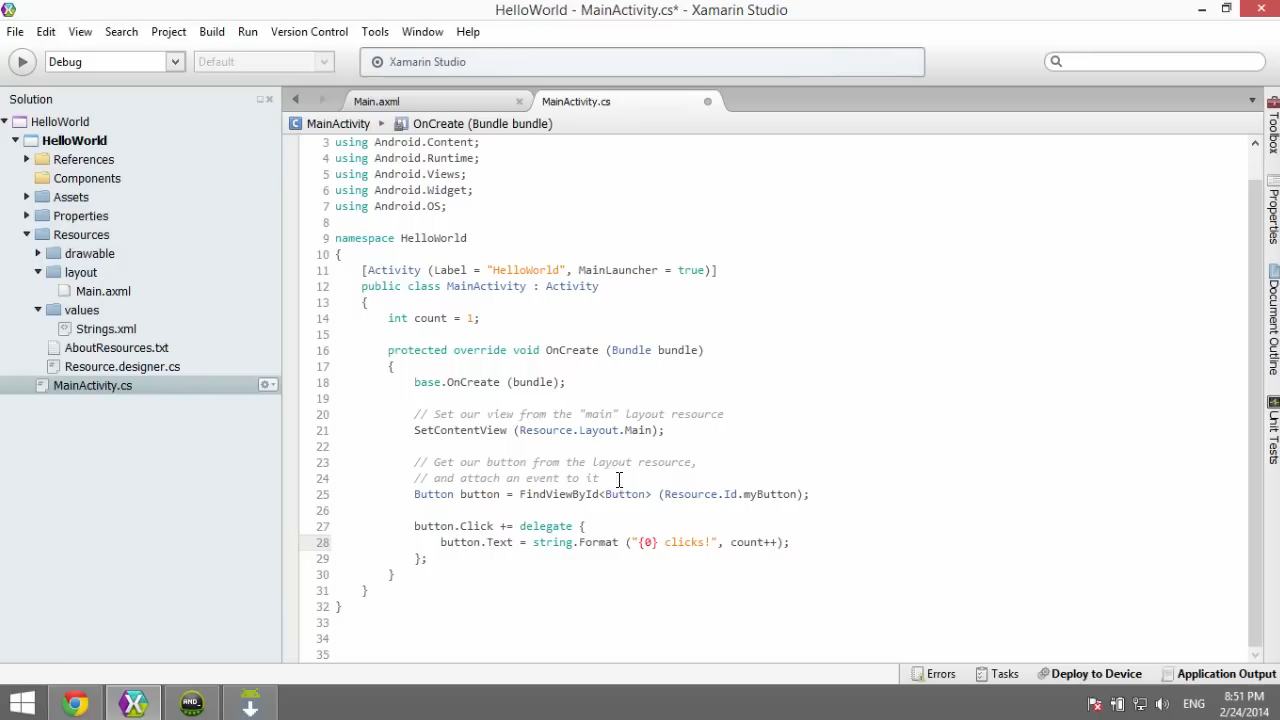 HelloWorld - MainActivity.cs* - Xamarin Studio
File Edit View Search Project Build Run Version Control Tools Window Help
Debug Default Xamarin Studio
Solution
HelloWorld
HelloWorld
References
Components
Assets
Properties
Resources
drawable
layout
Main.axml
values
Strings.xml
AboutResources.txt
Resource.designer.cs
MainActivity.cs
Main.axml MainActivity.cs
MainActivity OnCreate (Bundle bundle)
3 using Android.Content;
4 using Android.Runtime;
5 using Android.Views;
6 using Android.Widget;
7 using Android.OS;
8
9 namespace HelloWorld
10 {
11 [Activity (Label = "HelloWorld", MainLauncher = true)]
12 public class MainActivity : Activity
13 {
14 int count = 1;
15
16 protected override void OnCreate (Bundle bundle)
17 {
18 base.OnCreate (bundle);
19
20 // Set our view from the "main" layout resource
21 SetContentView (Resource.Layout.Main);
22
23 // Get our button from the layout resource,
24 // and attach an event to it
25 Button button = FindViewById<Button> (Resource.Id.myButton);
26
27 button.Click += delegate {
28 button.Text = string.Format ("{0} clicks!", count++);
29 };
30 }
31 }
32 }
33
34
35
Toolbox
Properties
Document Outline
Unit Tests
Errors Tasks Deploy to Device Application Output
AND_
ENG
8:51 PM
2/24/2014